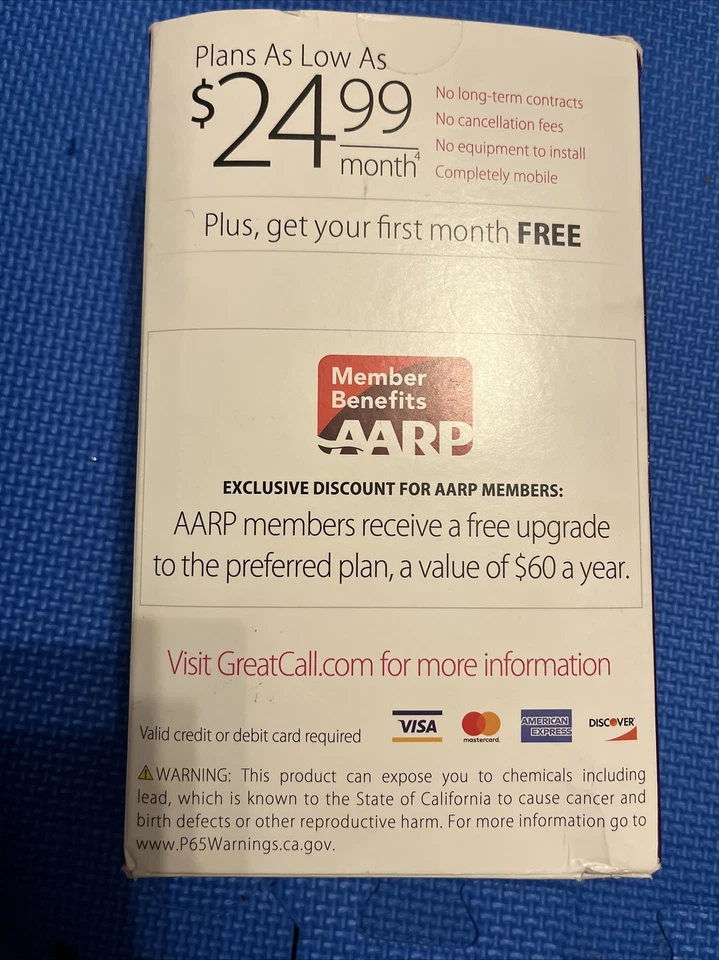 Plans As Low As
$24.99
month⁴
No long-term contracts
No cancellation fees
No equipment to install
Completely mobile
Plus, get your first month FREE
Member
Benefits
AARP
EXCLUSIVE DISCOUNT FOR AARP MEMBERS:
AARP members receive a free upgrade
to the preferred plan, a value of $60 a year.
Visit GreatCall.com for more information
Valid credit or debit card required
VISA
mastercard.
AMERICAN
EXPRESS
DISCOVER
WARNING: This product can expose you to chemicals including
lead, which is known to the State of California to cause cancer and
birth defects or other reproductive harm. For more information go to
www.P65Warnings.ca.gov.